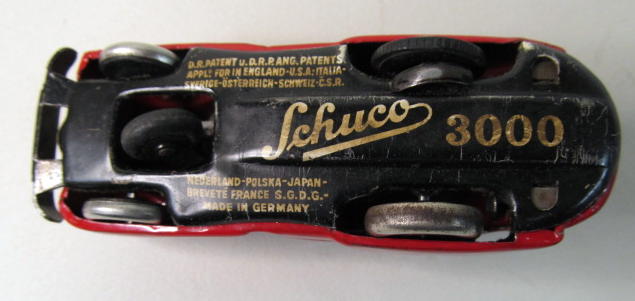 D.R.PATENT U.D.R.P.ANG. PATENTS
APPL: FOR IN ENGLAND-U.S.A:ITALIA-
SVERIGE-ÖSTERREICH-SCHWEIZ-Č.S.R.
Schuco 3000
NEDERLAND-POLSKA-JAPAN-
BREVETE FRANCE S.G.D.G.-
MADE IN GERMANY